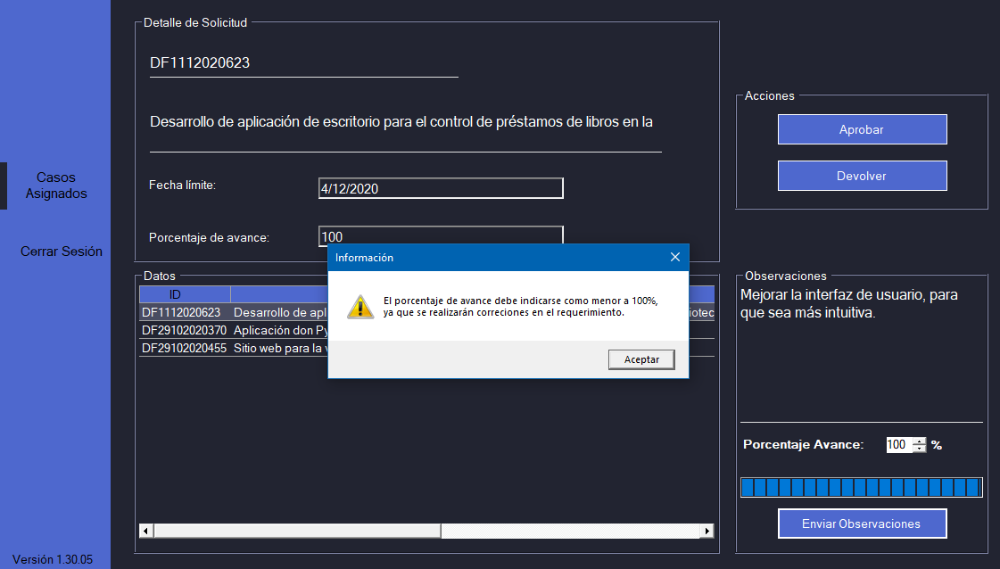 Casos
Asignados
Cerrar Sesión
Versión 1.30.05
Detalle de Solicitud
DF1112020623
Desarrollo de aplicación de escritorio para el control de préstamos de libros en la
Fecha límite:
4/12/2020
Porcentaje de avance:
100
Datos
ID
DF1112020623 Desarrollo de apl
iotec
DF29102020370 Aplicación don Py
DF29102020455 Sitio web para la v
Información
El porcentaje de avance debe indicarse como menor a 100%,
ya que se realizarán correciones en el requerimiento.
Aceptar
Acciones
Aprobar
Devolver
Observaciones
Mejorar la interfaz de usuario, para
que sea más intuitiva.
Porcentaje Avance: 100 %
Enviar Observaciones